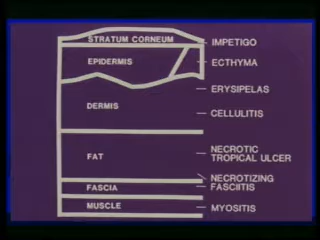 STRATUM CORNEUM
IMPETIGO
EPIDERMIS
ECTHYMA
ERYSIPELAS
DERMIS
CELLULITIS
FAT
NECROTIC
TROPICAL ULCER
NECROTIZING
FASCIITIS
FASCIA
MUSCLE
MYOSITIS